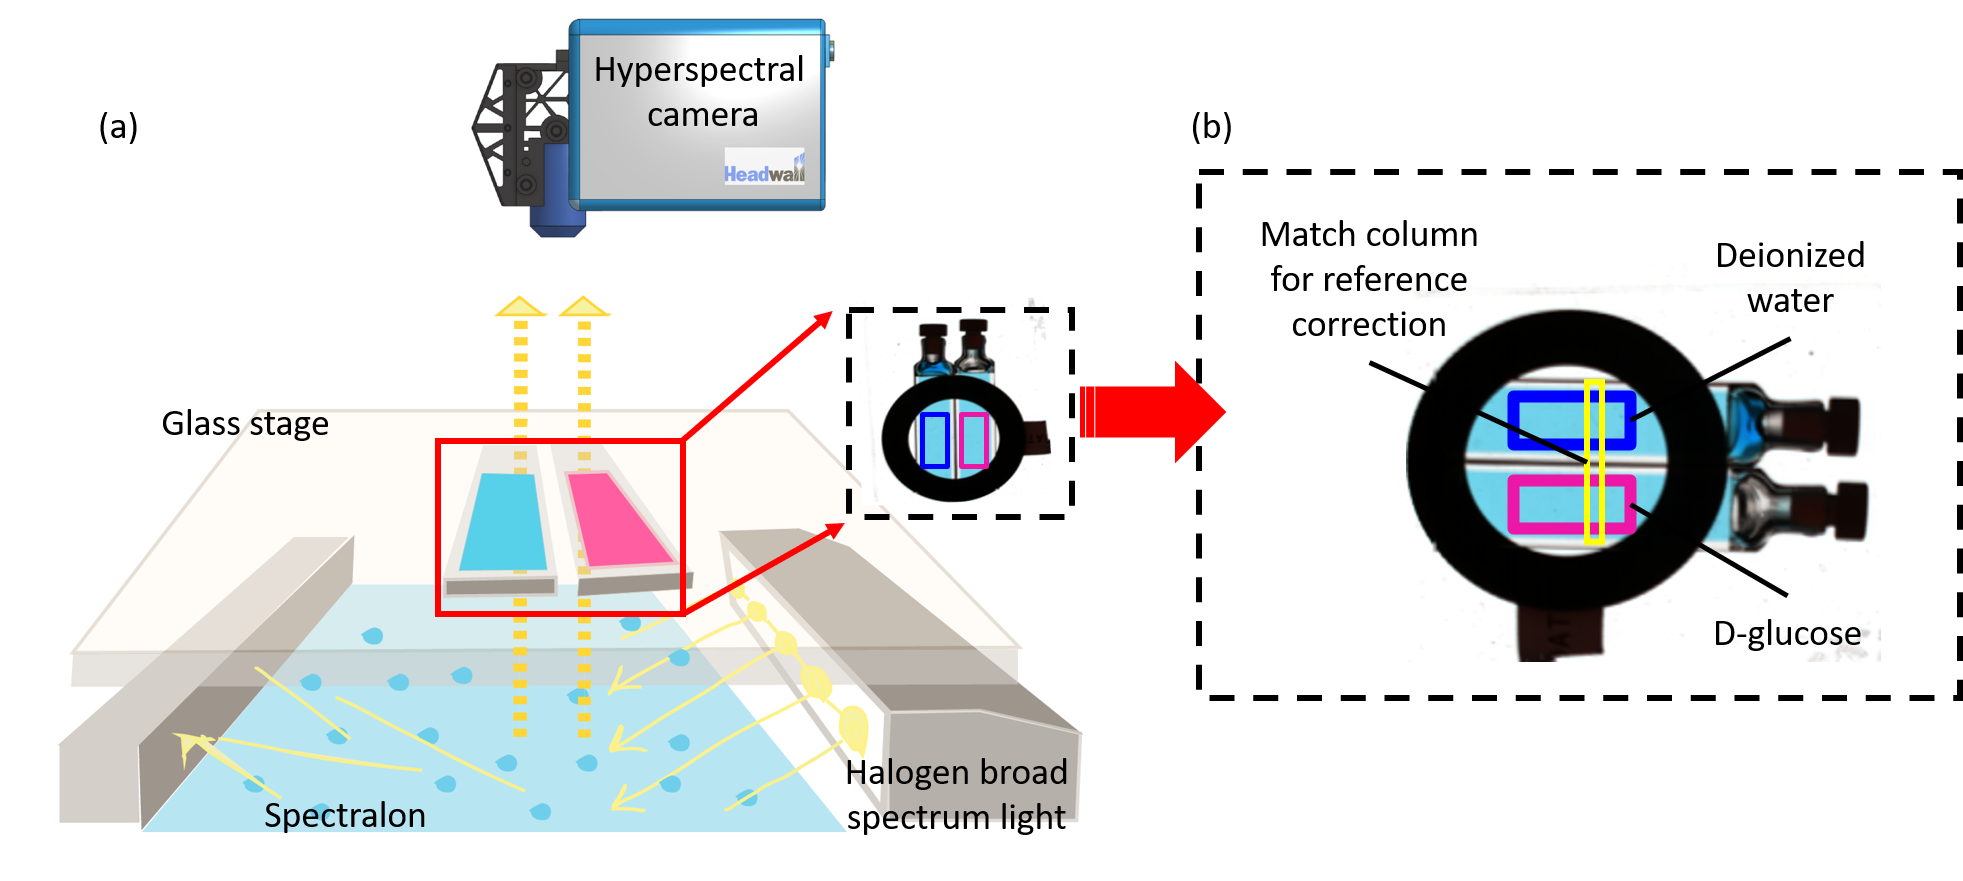 (a)
Hyperspectral
camera
Headwall
Glass stage
Spectralon
Halogen broad
spectrum light
(b)
Match column
for reference
correction
Deionized
water
D-glucose